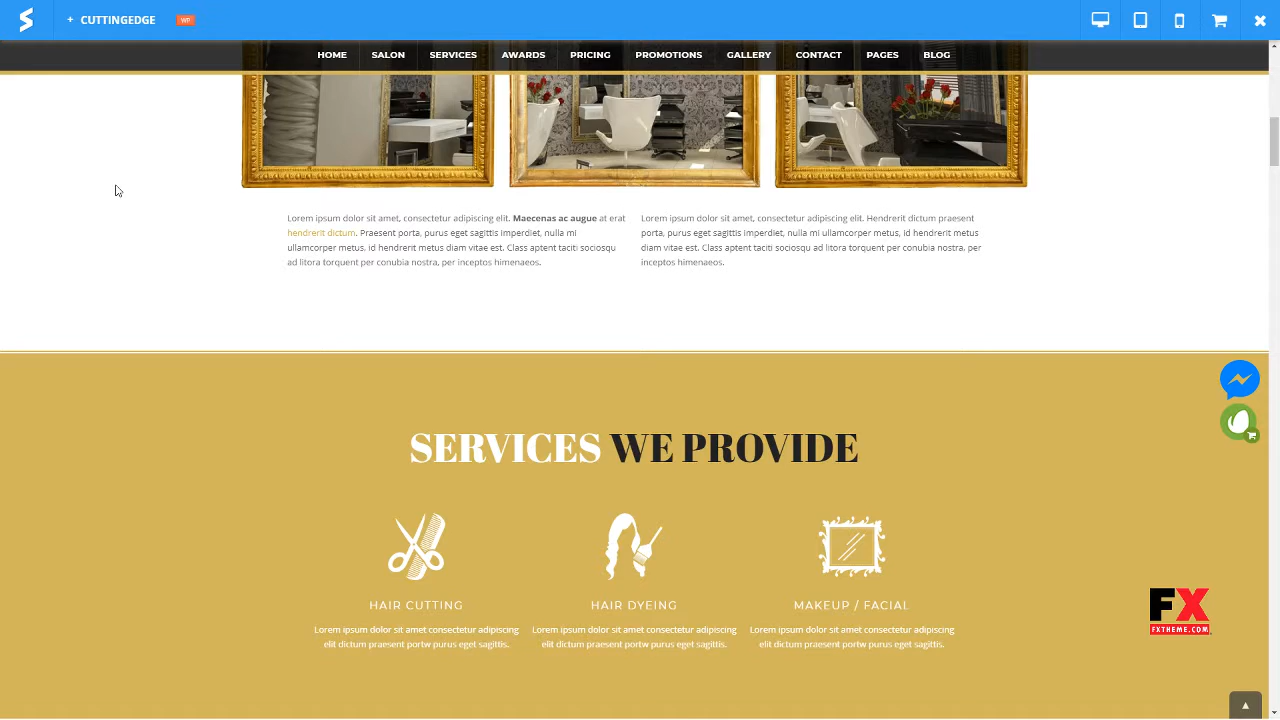 + CUTTINGEDGE WP
HOME SALON SERVICES AWARDS PRICING PROMOTIONS GALLERY CONTACT PAGES BLOG
Lorem ipsum dolor sit amet, consectetur adipiscing elit. Maecenas ac augue at erat
hendrerit dictum. Praesent porta, purus eget sagittis imperdiet, nulla mi
ullamcorper metus, id hendrerit metus diam vitae est. Class aptent taciti sociosqu
ad litora torquent per conubia nostra, per inceptos himenaeos.
Lorem ipsum dolor sit amet, consectetur adipiscing elit. Hendrerit dictum praesent
porta, purus eget sagittis imperdiet, nulla mi ullamcorper metus, id hendrerit metus
diam vitae est. Class aptent taciti sociosqu ad litora torquent per conubia nostra, per
inceptos himenaeos.
SERVICES WE PROVIDE
HAIR CUTTING
Lorem ipsum dolor sit amet consectetur adipiscing
elit dictum praesent portw purus eget sagittis.
HAIR DYEING
Lorem ipsum dolor sit amet consectetur adipiscing
elit dictum praesent portw purus eget sagittis.
MAKEUP / FACIAL
Lorem ipsum dolor sit amet consectetur adipiscing
elit dictum praesent portw purus eget sagittis.
FX
FXTHEME.COM